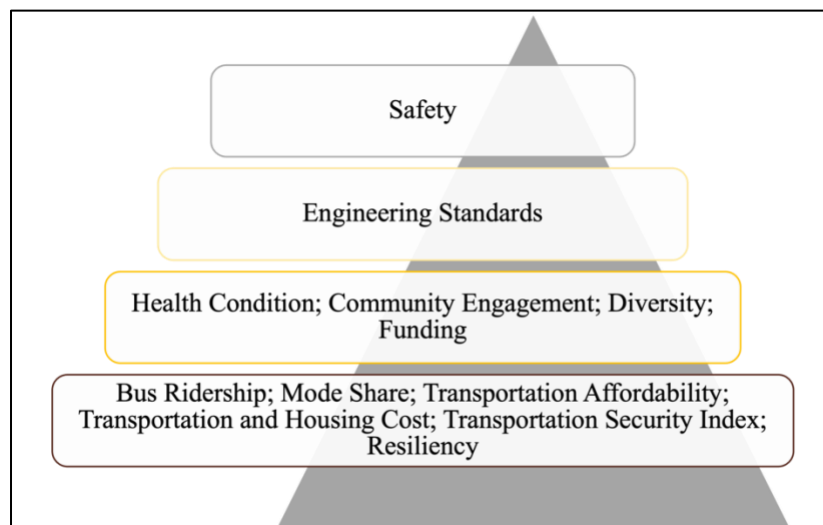 Safety
Engineering Standards
Health Condition; Community Engagement; Diversity;
Funding
Bus Ridership; Mode Share; Transportation Affordability;
Transportation and Housing Cost; Transportation Security Index;
Resiliency